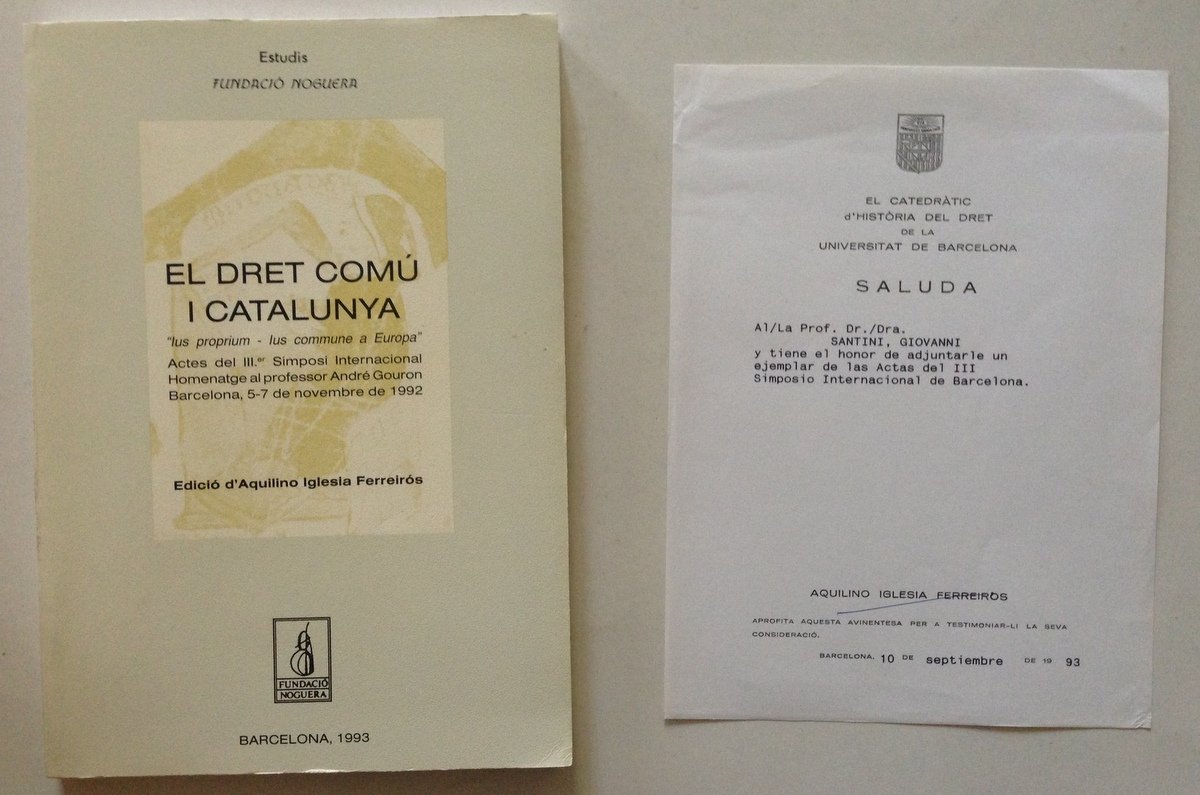 Estudis
FUNDACIÓ NOGUERA
EL DRET COMÚ
I CATALUNYA
"Ius proprium - Ius commune a Europa"
Actes del III.er Simposi Internacional
Homenatge al professor André Gouron
Barcelona, 5-7 de novembre de 1992
Edició d'Aquilino Iglesia Ferreirós
FUNDACIÓ
NOGUERA
BARCELONA, 1993
EL CATEDRÀTIC
d'HISTÒRIA DEL DRET
DE LA
UNIVERSITAT DE BARCELONA
SALUDA
Al/La Prof. Dr./Dra.
SANTINI, GIOVANNI
y tiene el honor de adjuntarle un
ejemplar de las Actas del III
Simposio Internacional de Barcelona.
AQUILINO IGLESIA FERREIRÒS
APROFITA AQUESTA AVINENTESA PER A TESTIMONIAR-LI LA SEVA
CONSIDERACIÓ.
BARCELONA, 10 DE septiembre DE 19 93